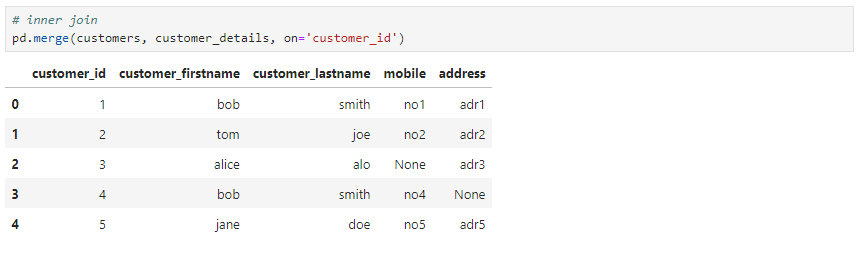 # inner join
pd.merge(customers, customer_details, on='customer_id')
customer_id customer_firstname customer_lastname mobile address
0 1 bob smith no1 adr1
1 2 tom joe no2 adr2
2 3 alice alo None adr3
3 4 bob smith no4 None
4 5 jane doe no5 adr5